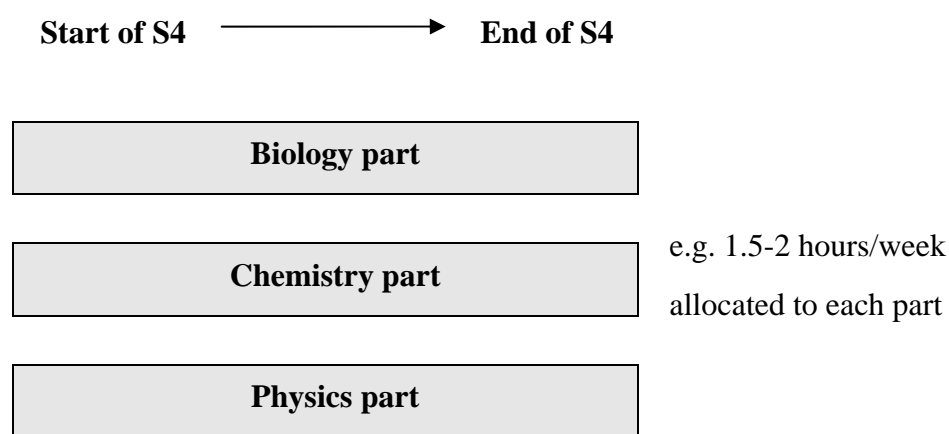 Start of S4 End of S4
Biology part
Chemistry part
e.g. 1.5-2 hours/week
allocated to each part
Physics part